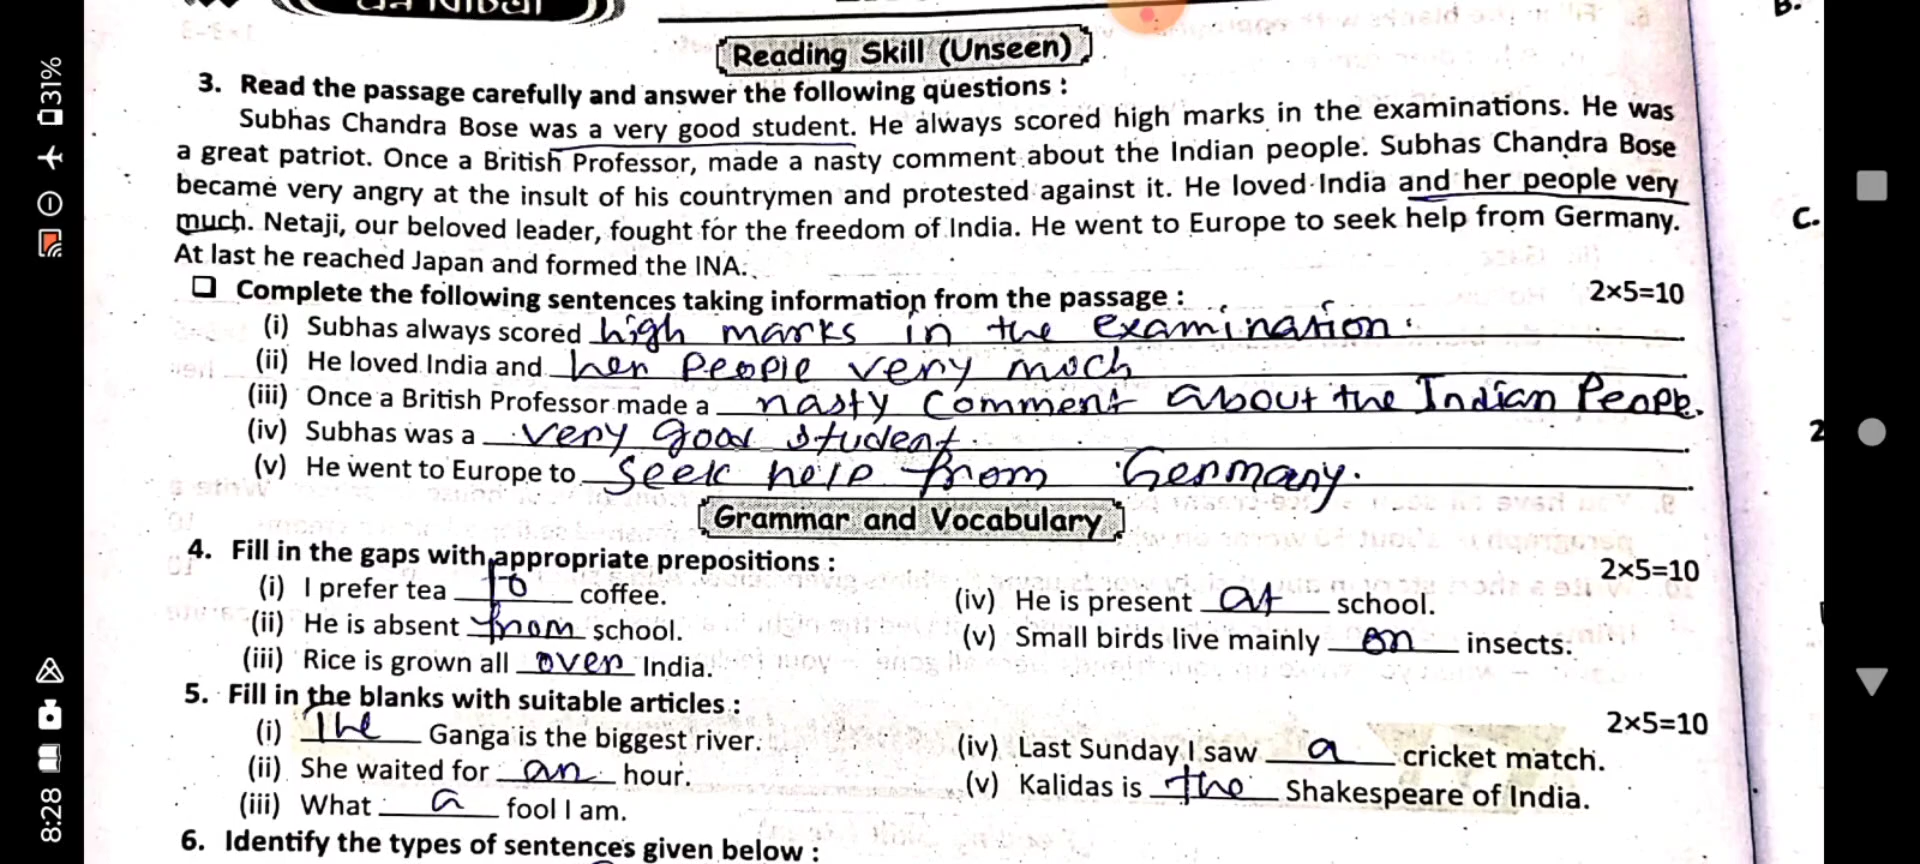 8:28
31%
B.
Reading Skill (Unseen)
3. Read the passage carefully and answer the following questions :
Subhas Chandra Bose was a very good student. He always scored high marks in the examinations. He was
a great patriot. Once a British Professor, made a nasty comment about the Indian people. Subhas Chandra Bose
became very angry at the insult of his countrymen and protested against it. He loved India and her people very
much. Netaji, our beloved leader, fought for the freedom of India. He went to Europe to seek help from Germany.
C.
At last he reached Japan and formed the INA.
❑ Complete the following sentences taking information from the passage : 2×5=10
(i) Subhas always scored high marks in the examination.
(ii) He loved India and her people very moch
(iii) Once a British Professor made a nasty comment about the Indian Peope.
(iv) Subhas was a very good student.
2
(v) He went to Europe to seek help from Germany.
Grammar and Vocabulary
4. Fill in the gaps with appropriate prepositions : 2×5=10
(i) I prefer tea to coffee. (iv) He is present at school.
(ii) He is absent from school. (v) Small birds live mainly on insects.
(iii) Rice is grown all over India.
5. Fill in the blanks with suitable articles : 2×5=10
(i) The Ganga is the biggest river. (iv) Last Sunday I saw a cricket match.
(ii) She waited for an hour. (v) Kalidas is the Shakespeare of India.
(iii) What a fool I am.
6. Identify the types of sentences given below :